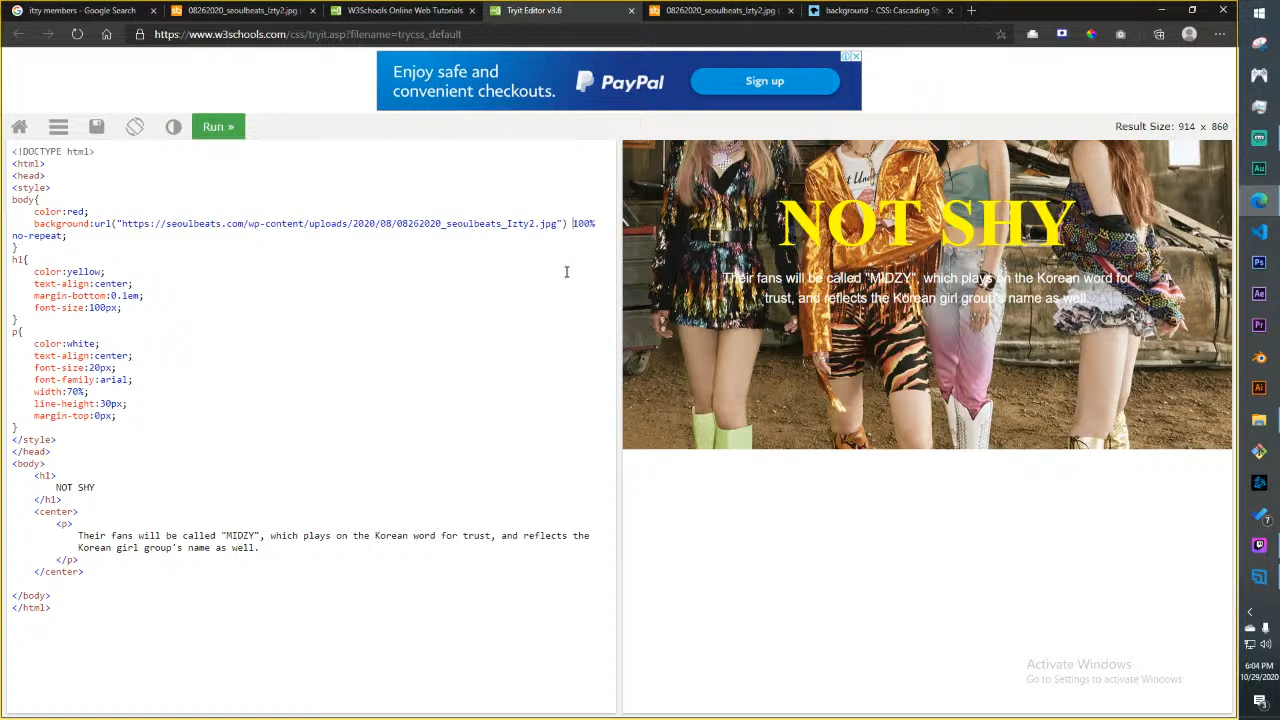 itzy members - Google Search
08262020_seoulbeats_Izty2.jpg (
W3Schools Online Web Tutorials
Tryit Editor v3.6
08262020_seoulbeats_Izty2.jpg (
background - CSS: Cascading St
https://www.w3schools.com/css/tryit.asp?filename=trycss_default
Enjoy safe and
convenient checkouts.
PayPal
Sign up
Run »
Result Size: 914 x 860
<!DOCTYPE html>
<html>
<head>
<style>
body{
color:red;
background:url("https://seoulbeats.com/wp-content/uploads/2020/08/08262020_seoulbeats_Izty2.jpg") 100%
no-repeat;
}
h1{
color:yellow;
text-align:center;
margin-bottom:0.1em;
font-size:100px;
}
p{
color:white;
text-align:center;
font-size:20px;
font-family:arial;
width:70%;
line-height:30px;
margin-top:0px;
}
</style>
</head>
<body>
<h1>
NOT SHY
</h1>
<center>
<p>
Their fans will be called "MIDZY", which plays on the Korean word for trust, and reflects the
Korean girl group's name as well.
</p>
</center>
</body>
</html>
NOT SHY
Their fans will be called "MIDZY", which plays on the Korean word for
trust, and reflects the Korean girl group's name as well.
Activate Windows
Go to Settings to activate Windows.
Au
Ps
Ae
Pr
Ai
7
6:04 PM
10/29/2020
3